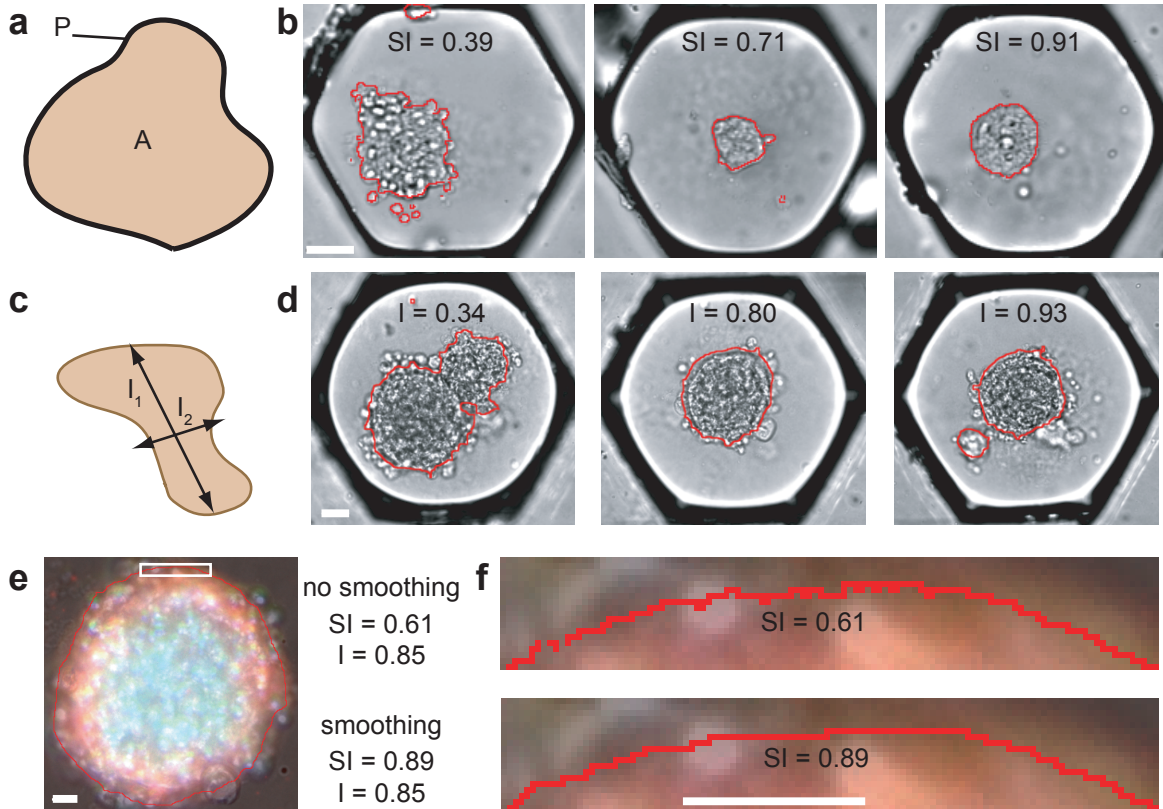 a
P
A
b
SI = 0.39
SI = 0.71
SI = 0.91
c
l1
l2
d
I = 0.34
I = 0.80
I = 0.93
e
no smoothing
SI = 0.61
I = 0.85
smoothing
SI = 0.89
I = 0.85
f
SI = 0.61
SI = 0.89